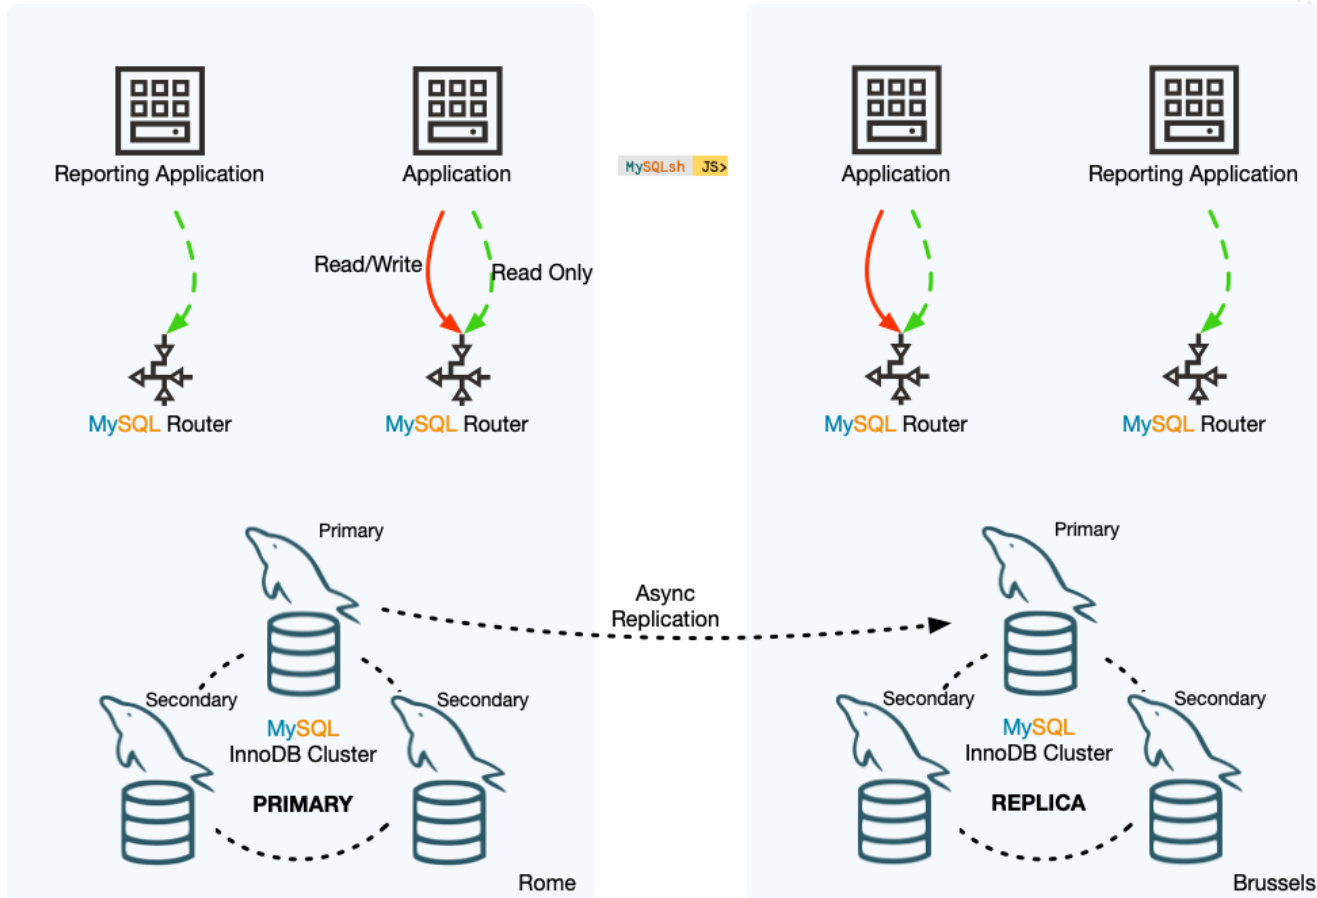 Reporting Application
Application
MySQLsh JS>
Application
Reporting Application
Read/Write
Read Only
MySQL Router
MySQL Router
MySQL Router
MySQL Router
Primary
Primary
Async
Replication
Secondary
Secondary
Secondary
Secondary
MySQL
InnoDB Cluster
PRIMARY
MySQL
InnoDB Cluster
REPLICA
Rome
Brussels